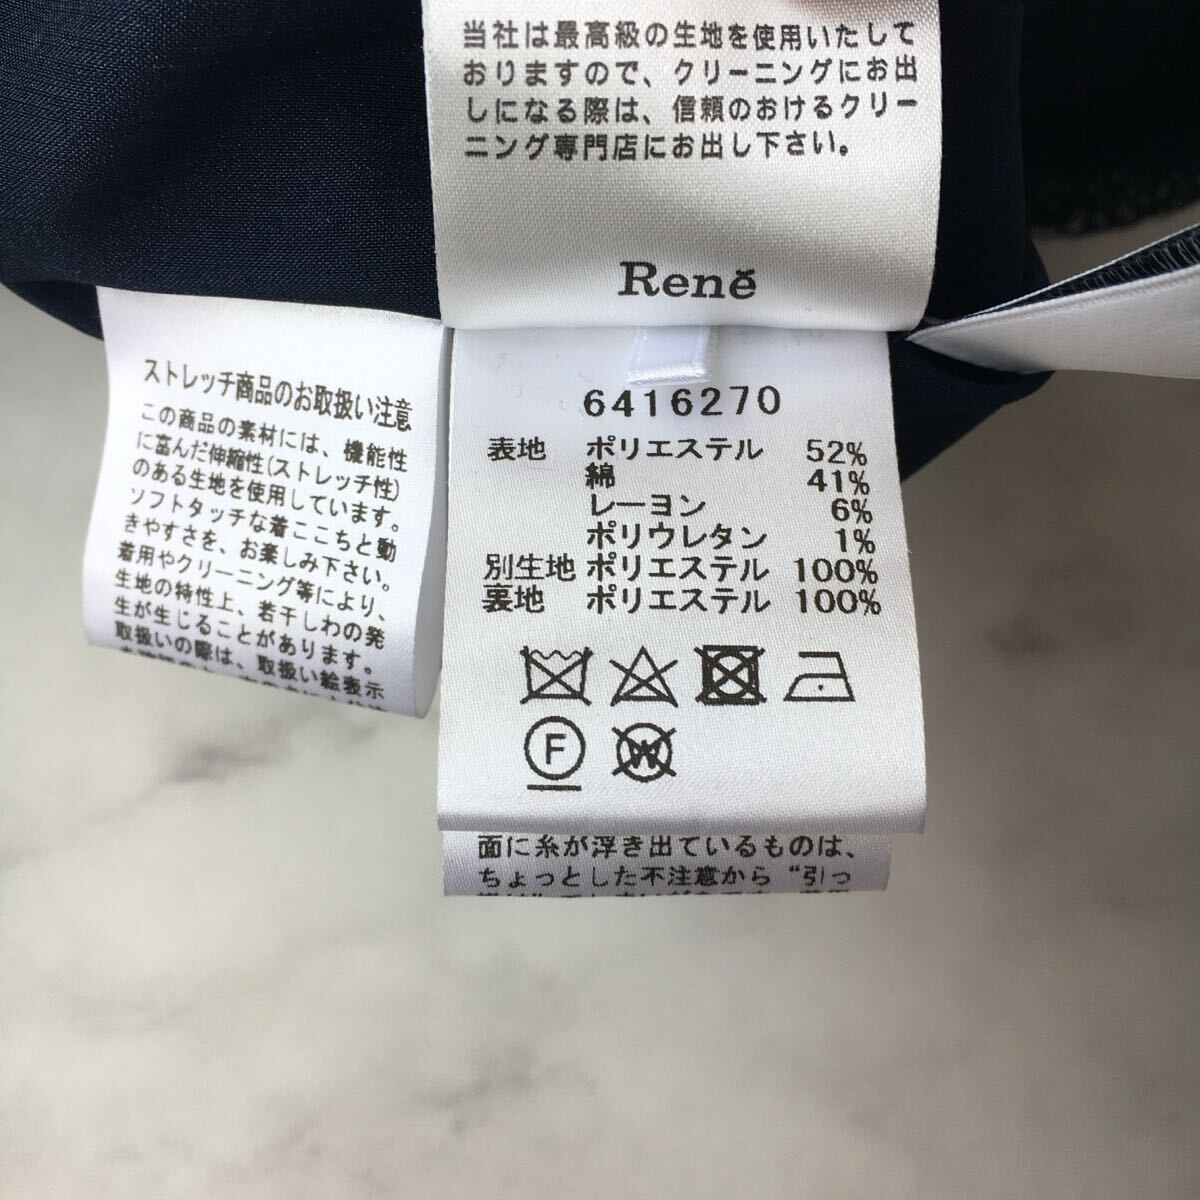 当社は最高級の生地を使用いたして
おりますので、クリーニングにお出
しになる際は、信頼のおけるクリー
ニング専門店にお出し下さい。
René
ストレッチ商品のお取扱い注意
この商品の素材には、機能性
に富んだ伸縮性(ストレッチ性)
のある生地を使用しています。
ソフトタッチな着ここちと動
きやすさを、お楽しみ下さい。
着用やクリーニング等により、
生地の特性上、若干しわの発
生が生じることがあります。
取扱いの際は、取扱い絵表示
6416270
表地 ポリエステル 52%
綿 41%
レーヨン 6%
ポリウレタン 1%
別生地 ポリエステル 100%
裏地 ポリエステル 100%
F
W
面に糸が浮き出ているものは、
ちょっとした不注意から“引っ